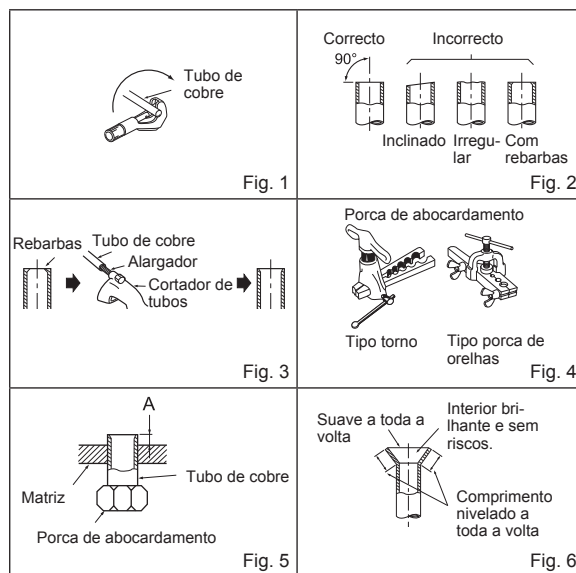 Tubo de
cobre
Fig. 1
Correcto
Incorrecto
90°
Inclinado
Irregu-
lar
Com
rebarbas
Fig. 2
Rebarbas
Tubo de cobre
Alargador
Cortador de
tubos
Fig. 3
Porca de abocardamento
Tipo torno
Tipo porca de
orelhas
Fig. 4
A
Matriz
Tubo de cobre
Porca de abocardamento
Fig. 5
Suave a toda a
volta
Interior bri-
lhante e sem
riscos.
Comprimento
nivelado a
toda a volta
Fig. 6